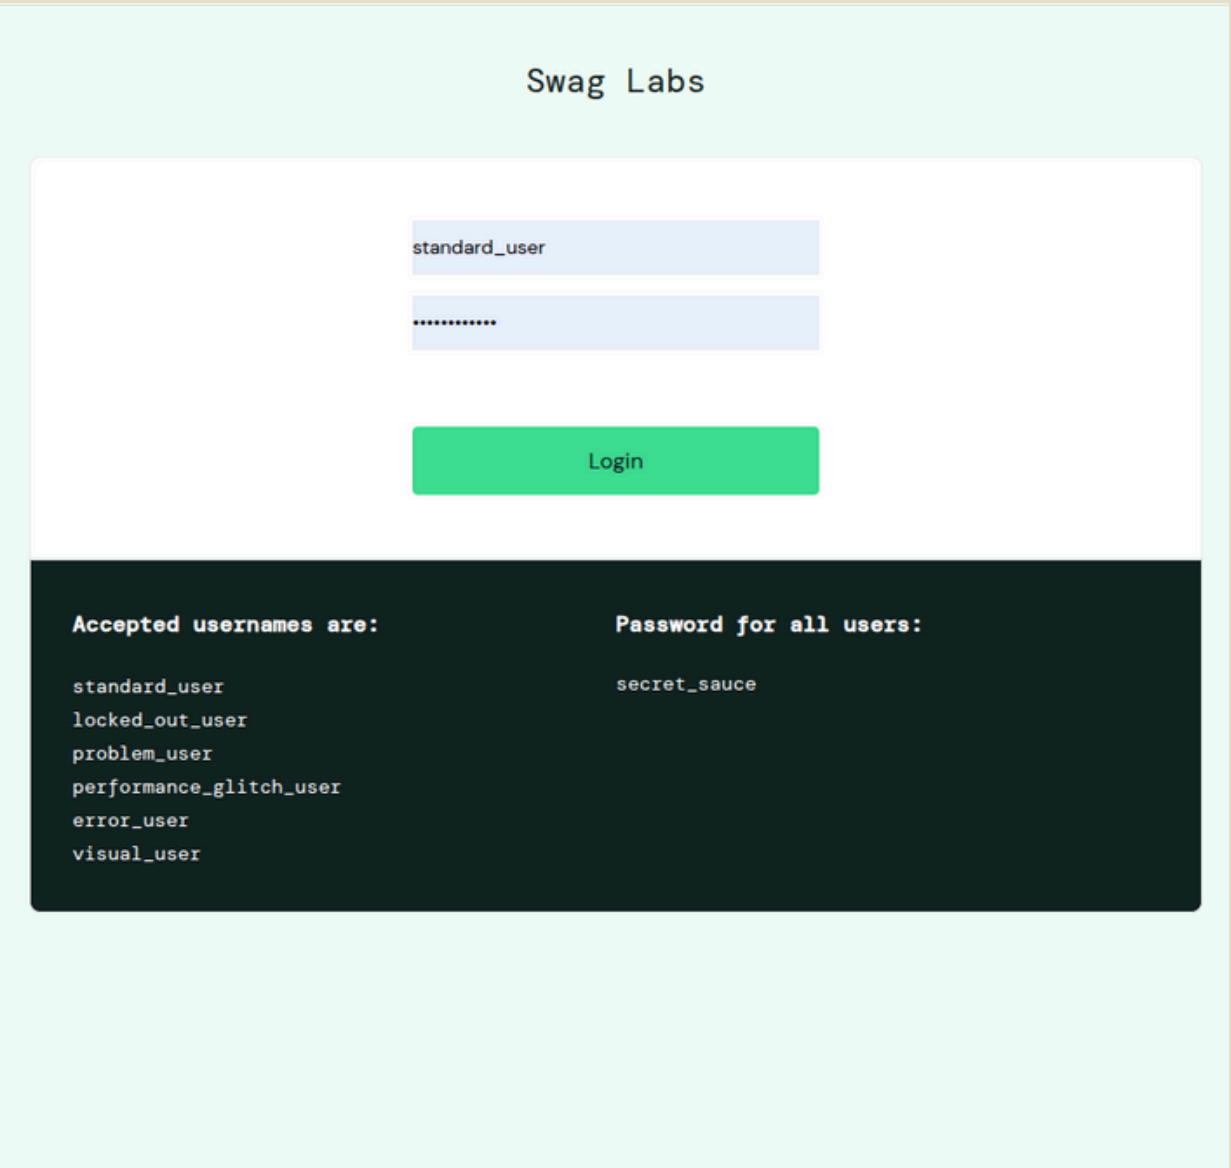 Swag Labs
standard_user
••••••••••••
Login
Accepted usernames are:
standard_user
locked_out_user
problem_user
performance_glitch_user
error_user
visual_user
Password for all users:
secret_sauce